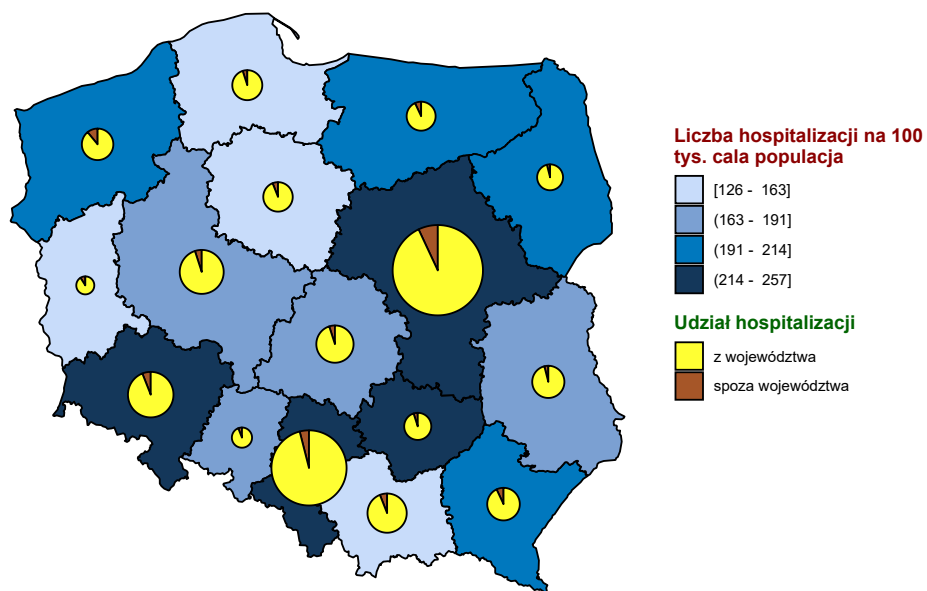 Liczba hospitalizacji na 100
tys. cala populacja
[126 - 163]
(163 - 191]
(191 - 214]
(214 - 257]
Udział hospitalizacji
z województwa
spoza województwa